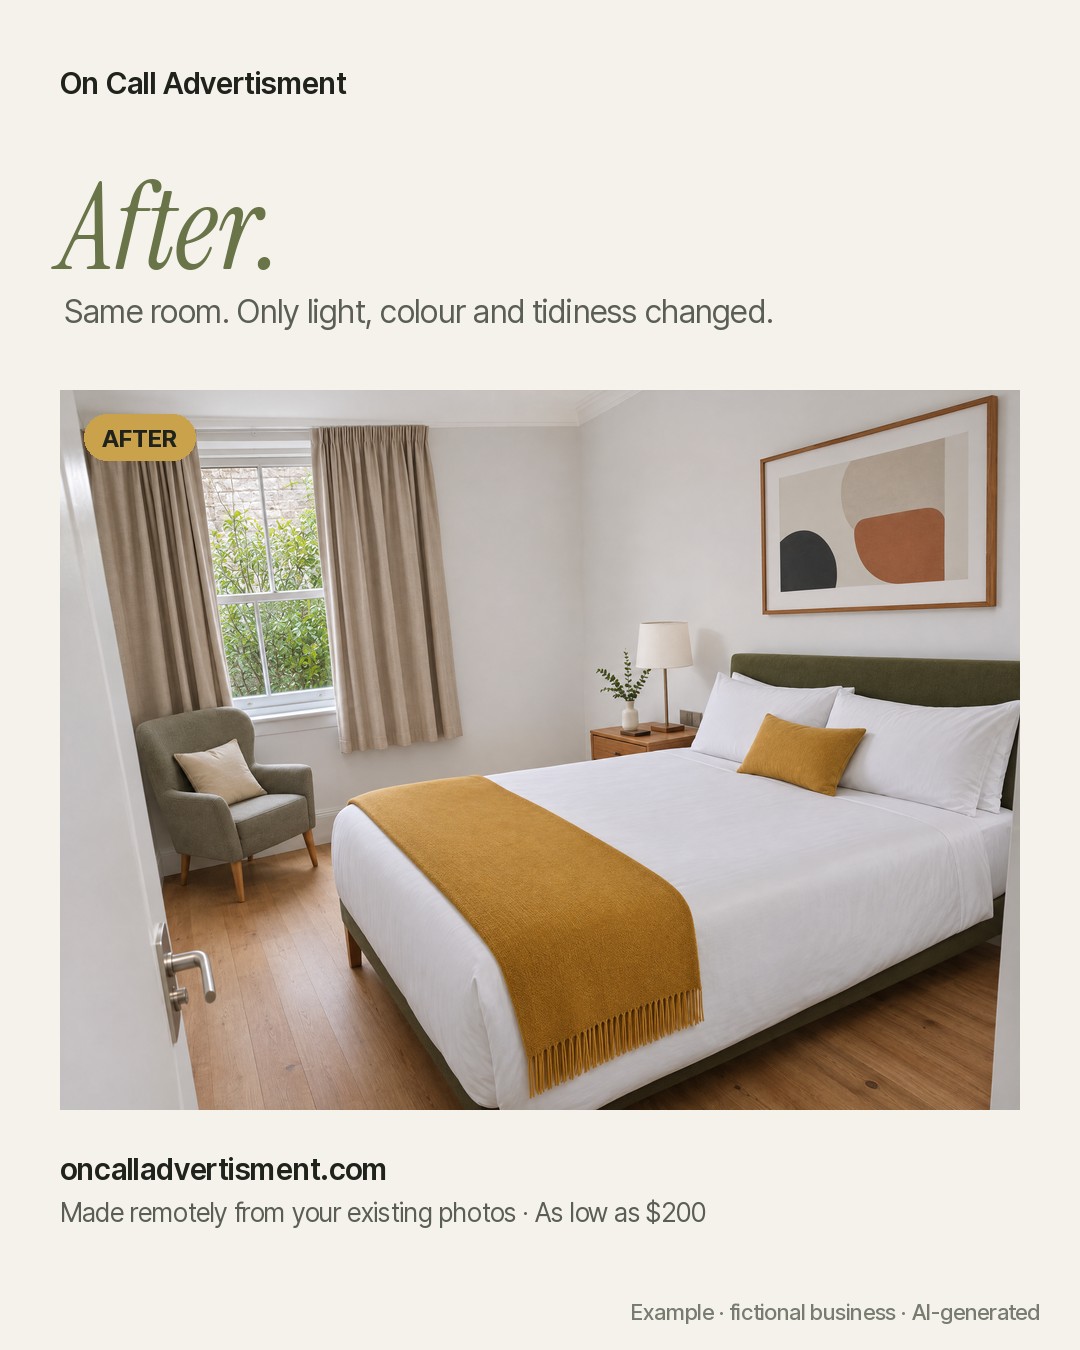 On Call Advertisment
After.
Same room. Only light, colour and tidiness changed.
AFTER
oncalladvertisment.com
Made remotely from your existing photos · As low as $200
Example · fictional business · AI-generated